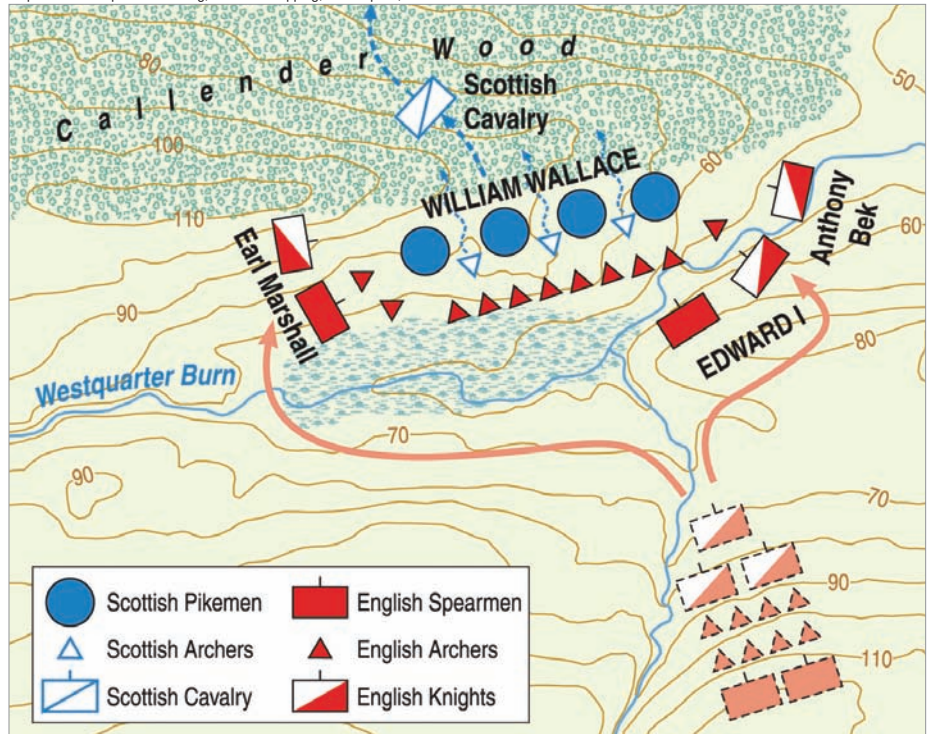 Callender Wood
80
50
Scottish
Cavalry
100
60
WILLIAM WALLACE
110
60
Anthony
Bek
Earl Marshall
90
EDWARD I
80
Westquarter Burn
70
90
70
90
110
Scottish Pikemen
English Spearmen
Scottish Archers
English Archers
Scottish Cavalry
English Knights